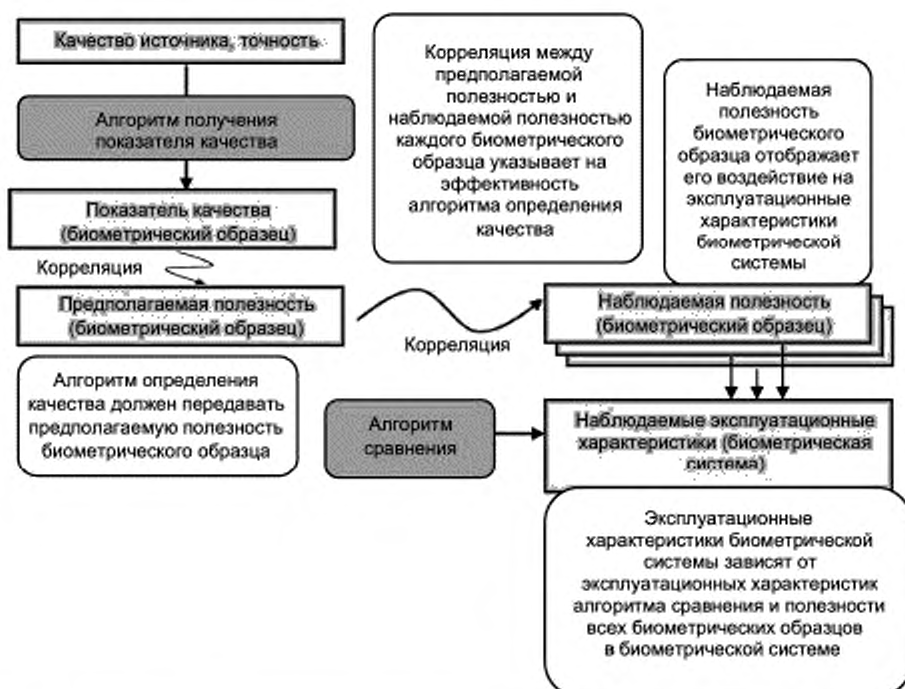 Качество источника, точность
Алгоритм получения
показателя качества
Показатель качества
(биометрический образец)
Корреляция
Предполагаемая полезность
(биометрический образец)
Алгоритм определения
качества должен передавать
предполагаемую полезность
биометрического образца
Корреляция между
предполагаемой
полезностью и
наблюдаемой полезностью
каждого биометрического
образца указывает на
эффективность
алгоритма определения
качества
Наблюдаемая
полезность
биометрического
образца отображает
его воздействие на
эксплуатационные
характеристики
биометрической
системы
Корреляция
Наблюдаемая полезность
(биометрический образец)
Алгоритм
сравнения
Наблюдаемые эксплуатационные
характеристики (биометрическая
система)
Эксплуатационные
характеристики биометрической
системы зависят от
эксплуатационных характеристик
алгоритма сравнения и полезности
всех биометрических образцов
в биометрической системе